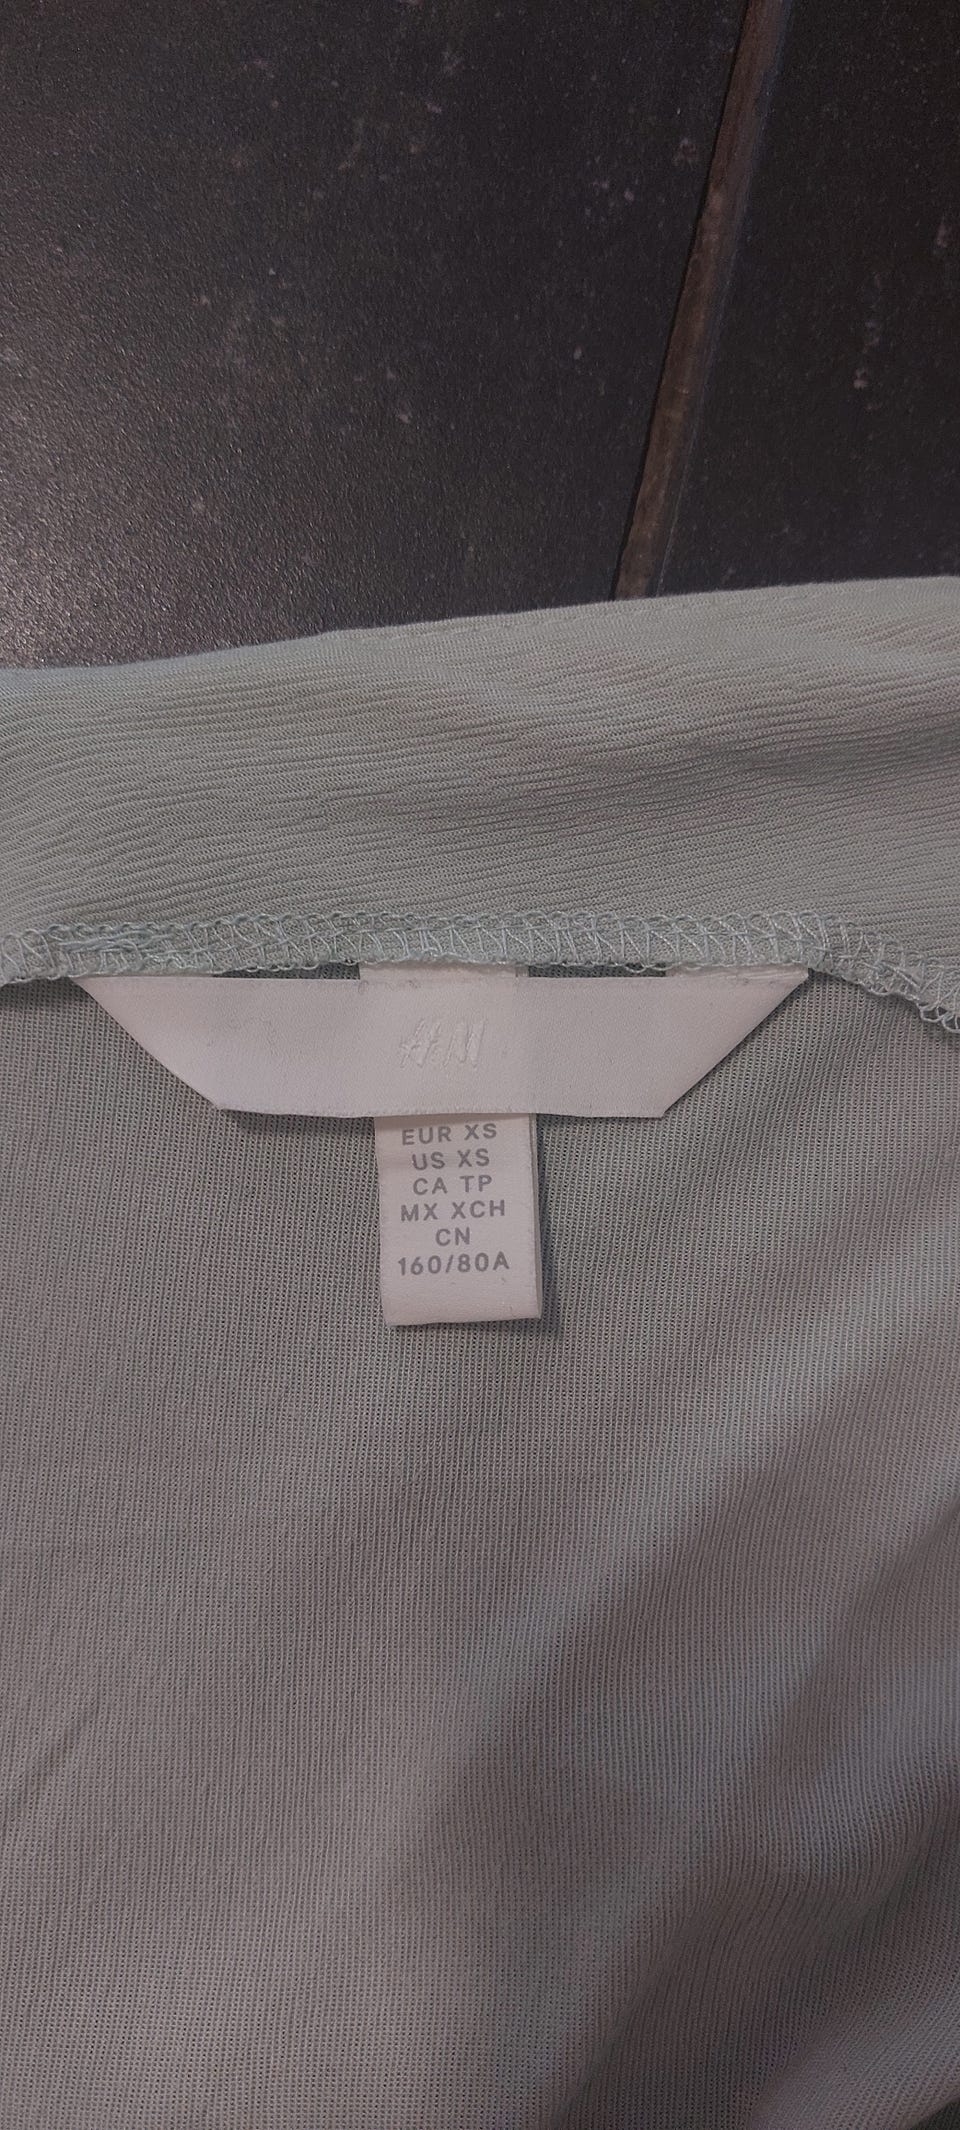 H&M
EUR XS
US XS
CA TP
MX XCH
CN
160/80A